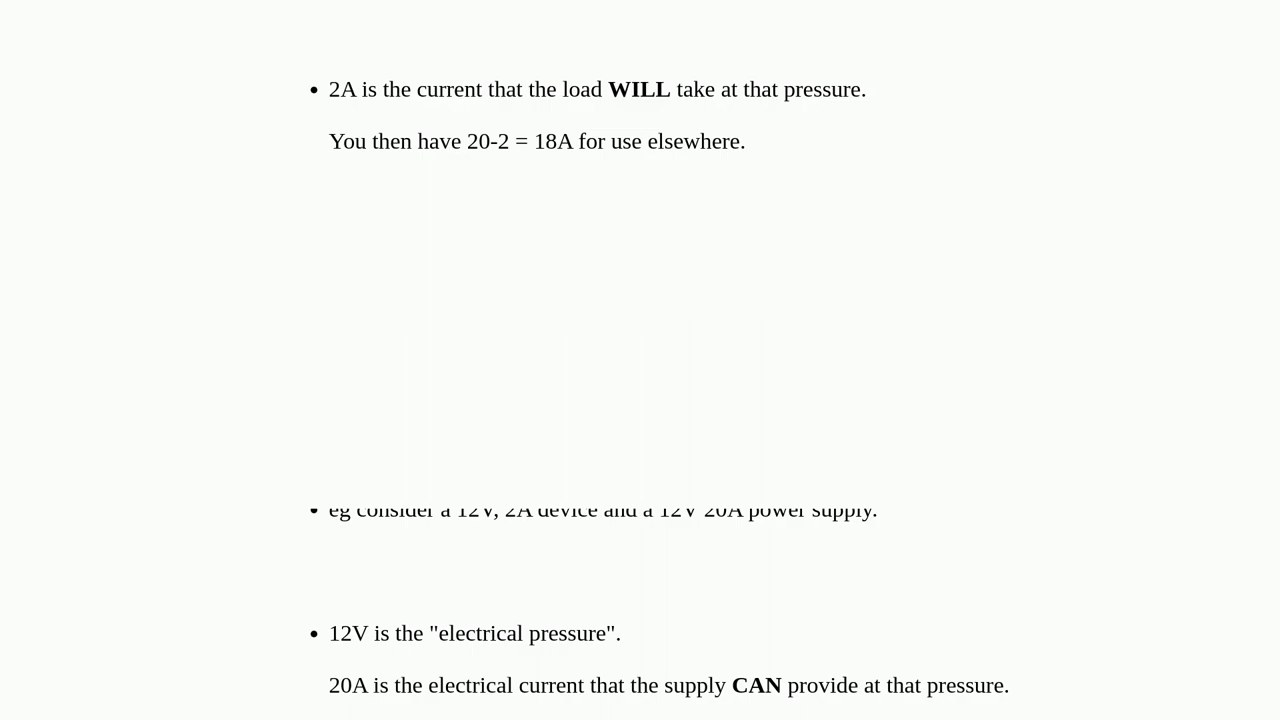 • 2A is the current that the load WILL take at that pressure.
You then have 20-2 = 18A for use elsewhere.
• eg consider a 12V, 2A device and a 12V 20A power supply.
• 12V is the "electrical pressure".
20A is the electrical current that the supply CAN provide at that pressure.